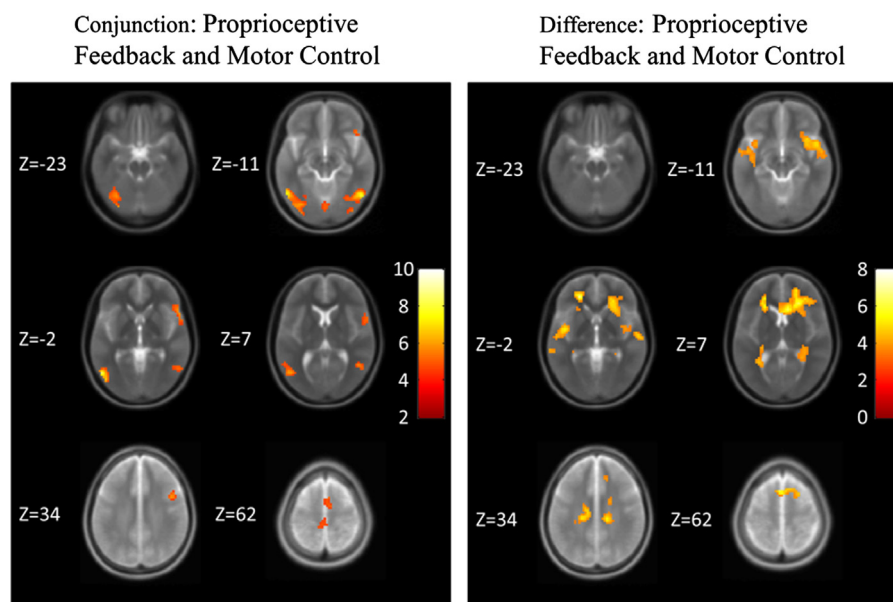 Conjunction: Proprioceptive
Feedback and Motor Control
Z=-23
Z=-11
Z=-2
Z=7
10
8
6
4
2
Z=34
Z=62
Difference: Proprioceptive
Feedback and Motor Control
Z=-23
Z=-11
Z=-2
Z=7
8
6
4
2
0
Z=34
Z=62